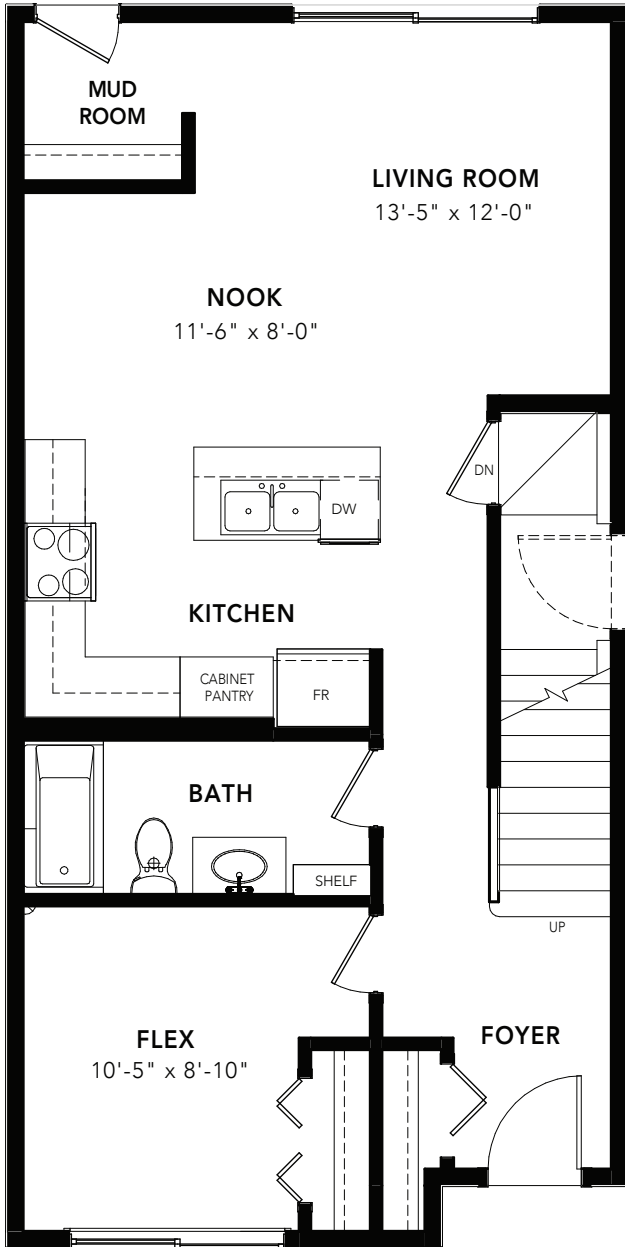 MUD
ROOM
LIVING ROOM
13'-5" x 12'-0"
NOOK
11'-6" x 8'-0"
DN
DW
KITCHEN
CABINET
PANTRY
FR
BATH
SHELF
UP
FLEX
10'-5" x 8'-10"
FOYER